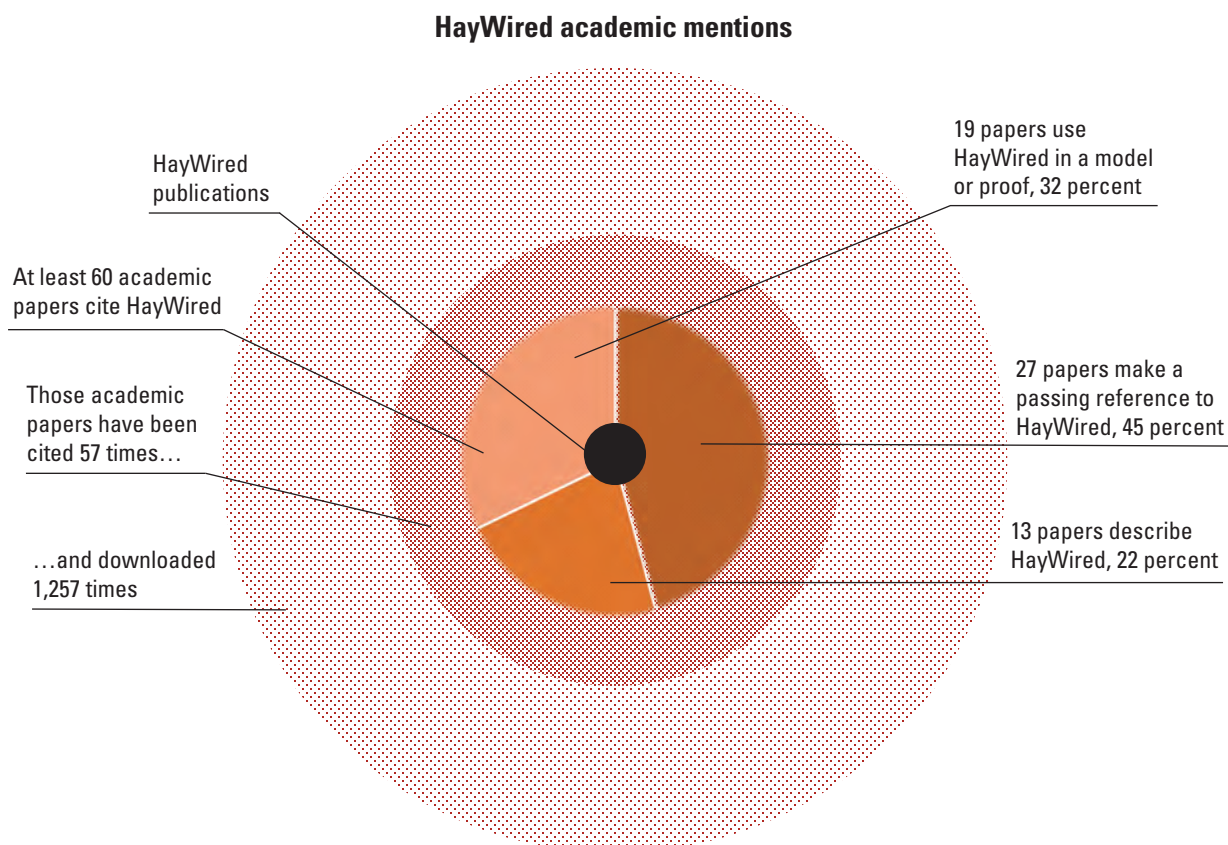 HayWired academic mentions
HayWired
publications
At least 60 academic
papers cite HayWired
Those academic
papers have been
cited 57 times…
…and downloaded
1,257 times
19 papers use
HayWired in a model
or proof, 32 percent
27 papers make a
passing reference to
HayWired, 45 percent
13 papers describe
HayWired, 22 percent